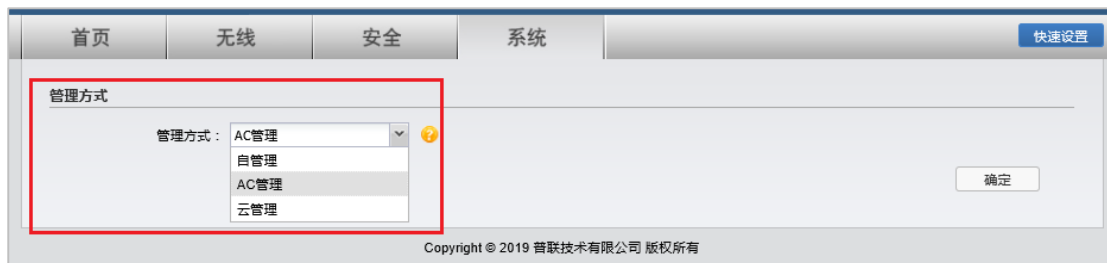 首页 无线 安全 系统 快速设置
管理方式
管理方式： AC管理 ?
自管理
AC管理
云管理
确定
Copyright © 2019 普联技术有限公司 版权所有